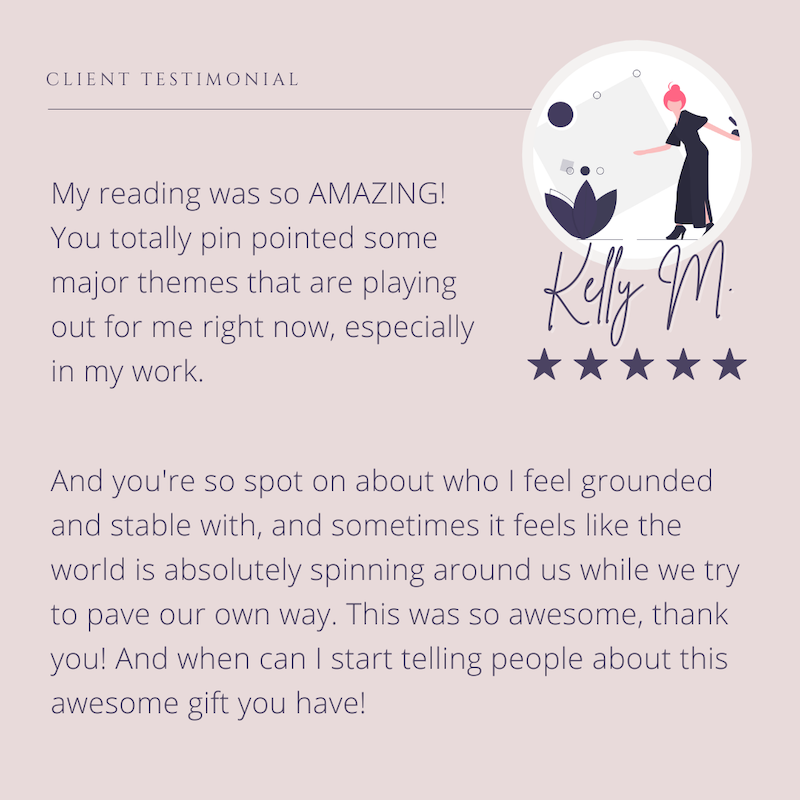 CLIENT TESTIMONIAL
My reading was so AMAZING!
You totally pin pointed some
major themes that are playing
out for me right now, especially
in my work.
Kelly M.
And you're so spot on about who I feel grounded
and stable with, and sometimes it feels like the
world is absolutely spinning around us while we try
to pave our own way. This was so awesome, thank
you! And when can I start telling people about this
awesome gift you have!